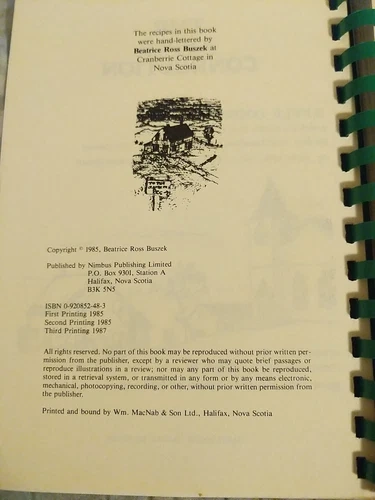 The recipes in this book
were hand-lettered by
Beatrice Ross Buszek at
Cranberrie Cottage in
Nova Scotia
Copyright © 1985, Beatrice Ross Buszek
Published by Nimbus Publishing Limited
P.O. Box 9301, Station A
Halifax, Nova Scotia
B3K 5N5
ISBN 0-920852-48-3
First Printing 1985
Second Printing 1985
Third Printing 1987
All rights reserved. No part of this book may be reproduced without prior written per-
mission from the publisher, except by a reviewer who may quote brief passages or
reproduce illustrations in a review; nor may any part of this book be reproduced,
stored in a retrieval system, or transmitted in any form or by any means electronic,
mechanical, photocopying, recording, or other, without prior written permission from
the publisher.
Printed and bound by Wm. MacNab & Son Ltd., Halifax, Nova Scotia